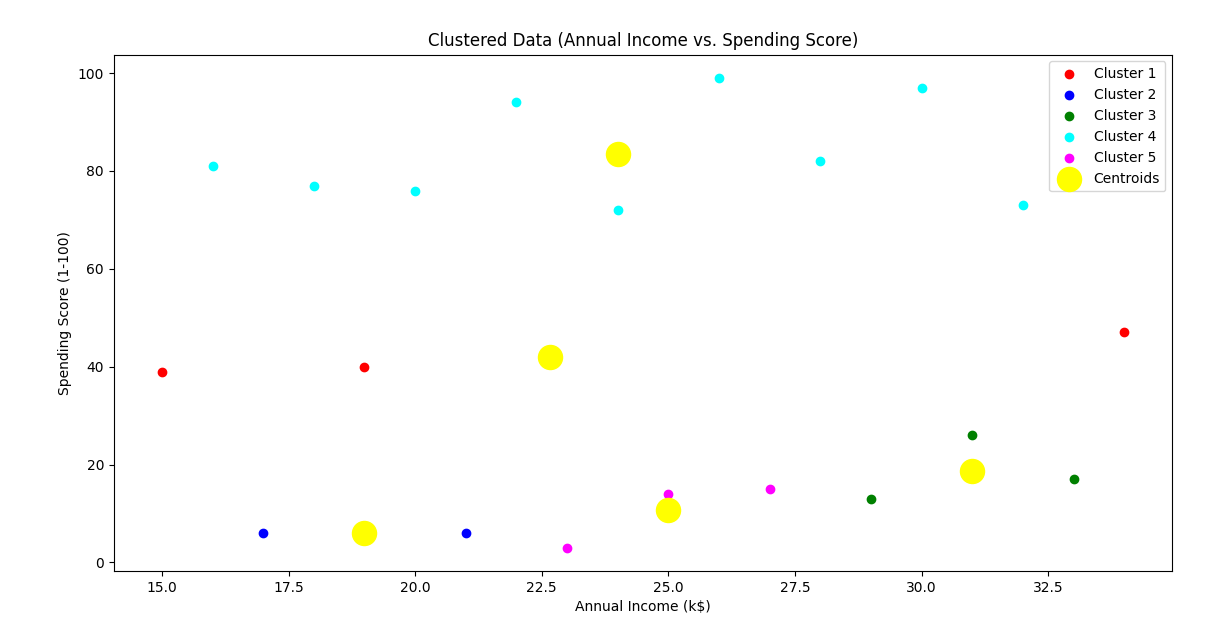 Clustered Data (Annual Income vs. Spending Score)
100
80
60
40
20
0
Spending Score (1-100)
Cluster 1
Cluster 2
Cluster 3
Cluster 4
Cluster 5
Centroids
15.0 17.5 20.0 22.5 25.0 27.5 30.0 32.5
Annual Income (k$)